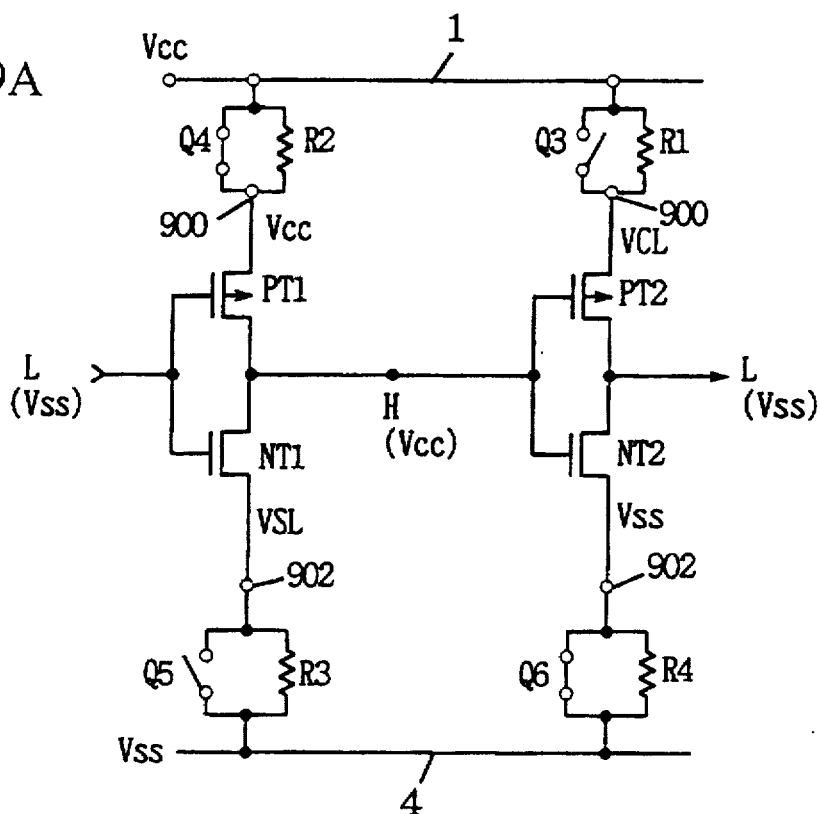 9A
Vcc
1
Q4
R2
Q3
R1
900
Vcc
900
VCL
PT1
PT2
L
(Vss)
H
(Vcc)
L
(Vss)
NT1
NT2
VSL
Vss
902
902
Q5
R3
Q6
R4
Vss
4